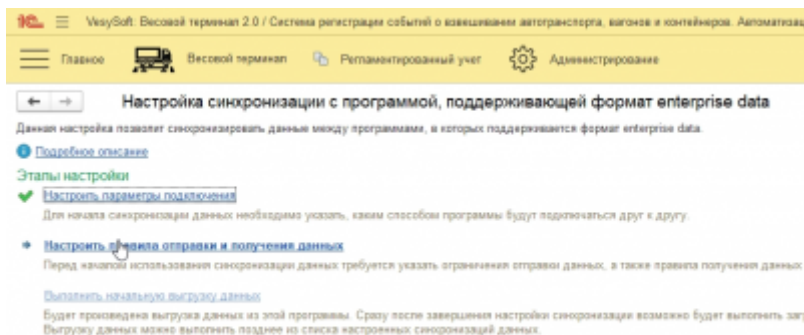 1С VesySoft: Весовой терминал 2.0 / Система регистрации событий о взвешивании автотранспорта, вагонов и контейнеров. Автоматизац
Главное Весовой терминал Регламентированный учет Администрирование
← → Настройка синхронизации с программой, поддерживающей формат enterprise data
Данная настройка позволит синхронизировать данные между программами, в которых поддерживается формат enterprise data.
Подробное описание
Этапы настройки
Настроить параметры подключения
Для начала синхронизации данных необходимо указать, каким способом программы будут подключаться друг к другу.
Настроить правила отправки и получения данных
Перед началом использования синхронизации данных требуется указать ограничения отправки данных, а также правила получения данных
Выполнить начальную выгрузку данных
Будет произведена выгрузка данных из этой программы. Сразу после завершения настройки синхронизации возможно будет выполнить заг
Выгрузку данных можно выполнить позднее из списка настроенных синхронизаций данных.